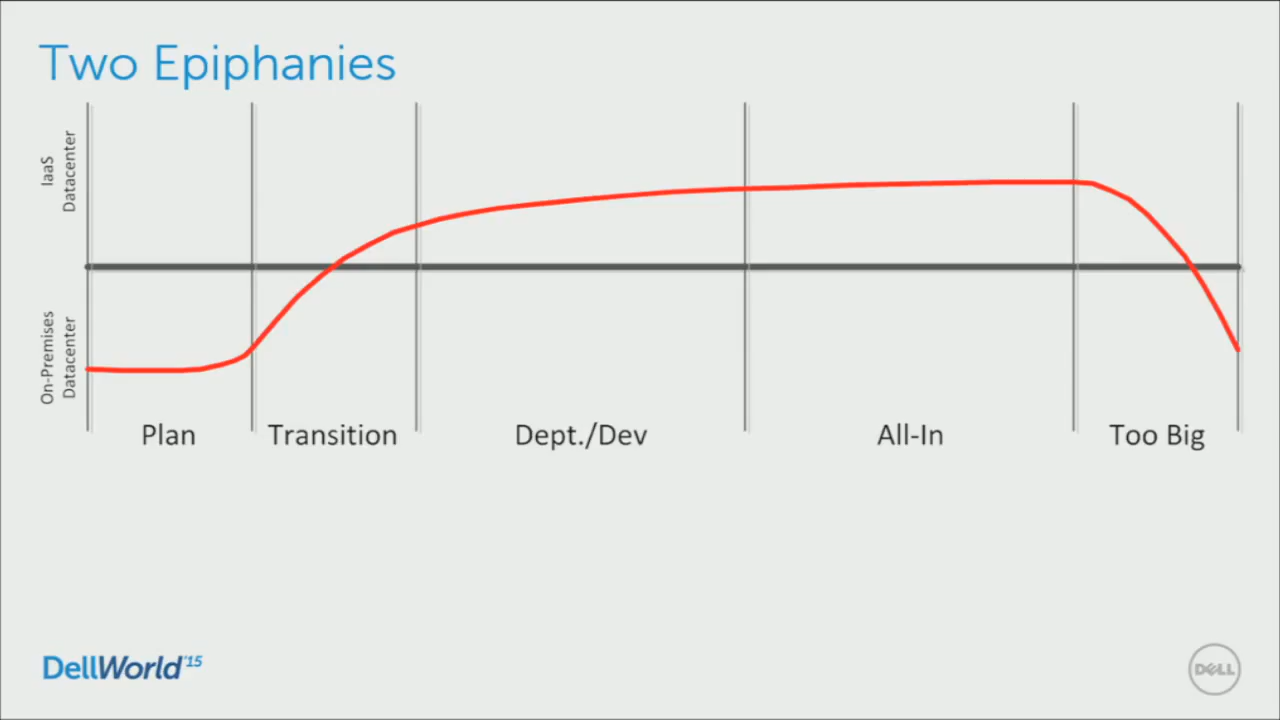 Two Epiphanies
IaaS
Datacenter
On-Premises
Datacenter
Plan
Transition
Dept./Dev
All-In
Too Big
DellWorld'15
DELL